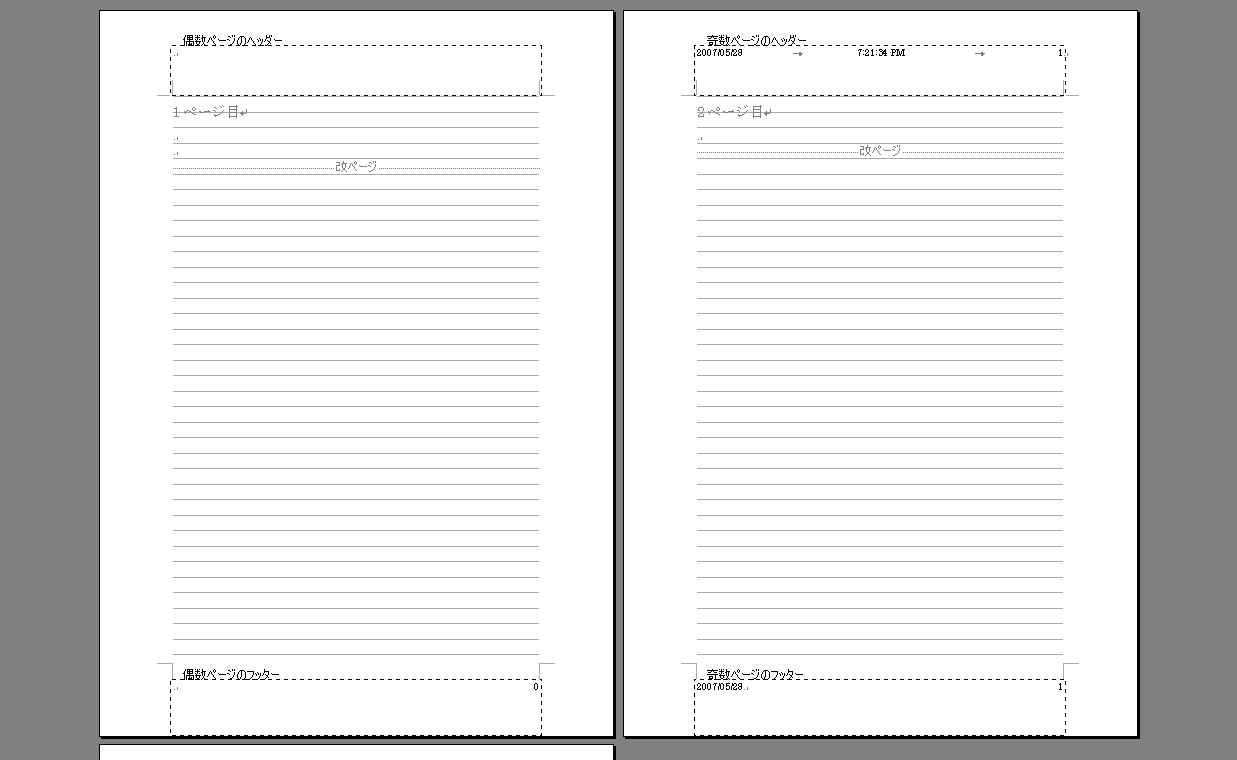 偶数ページのヘッダー
1ページ目
改ページ
偶数ページのフッター
0
奇数ページのヘッダー
2007/05/28 → 7:21:34 PM → 1
2ページ目
改ページ
奇数ページのフッター
2007/05/28 1